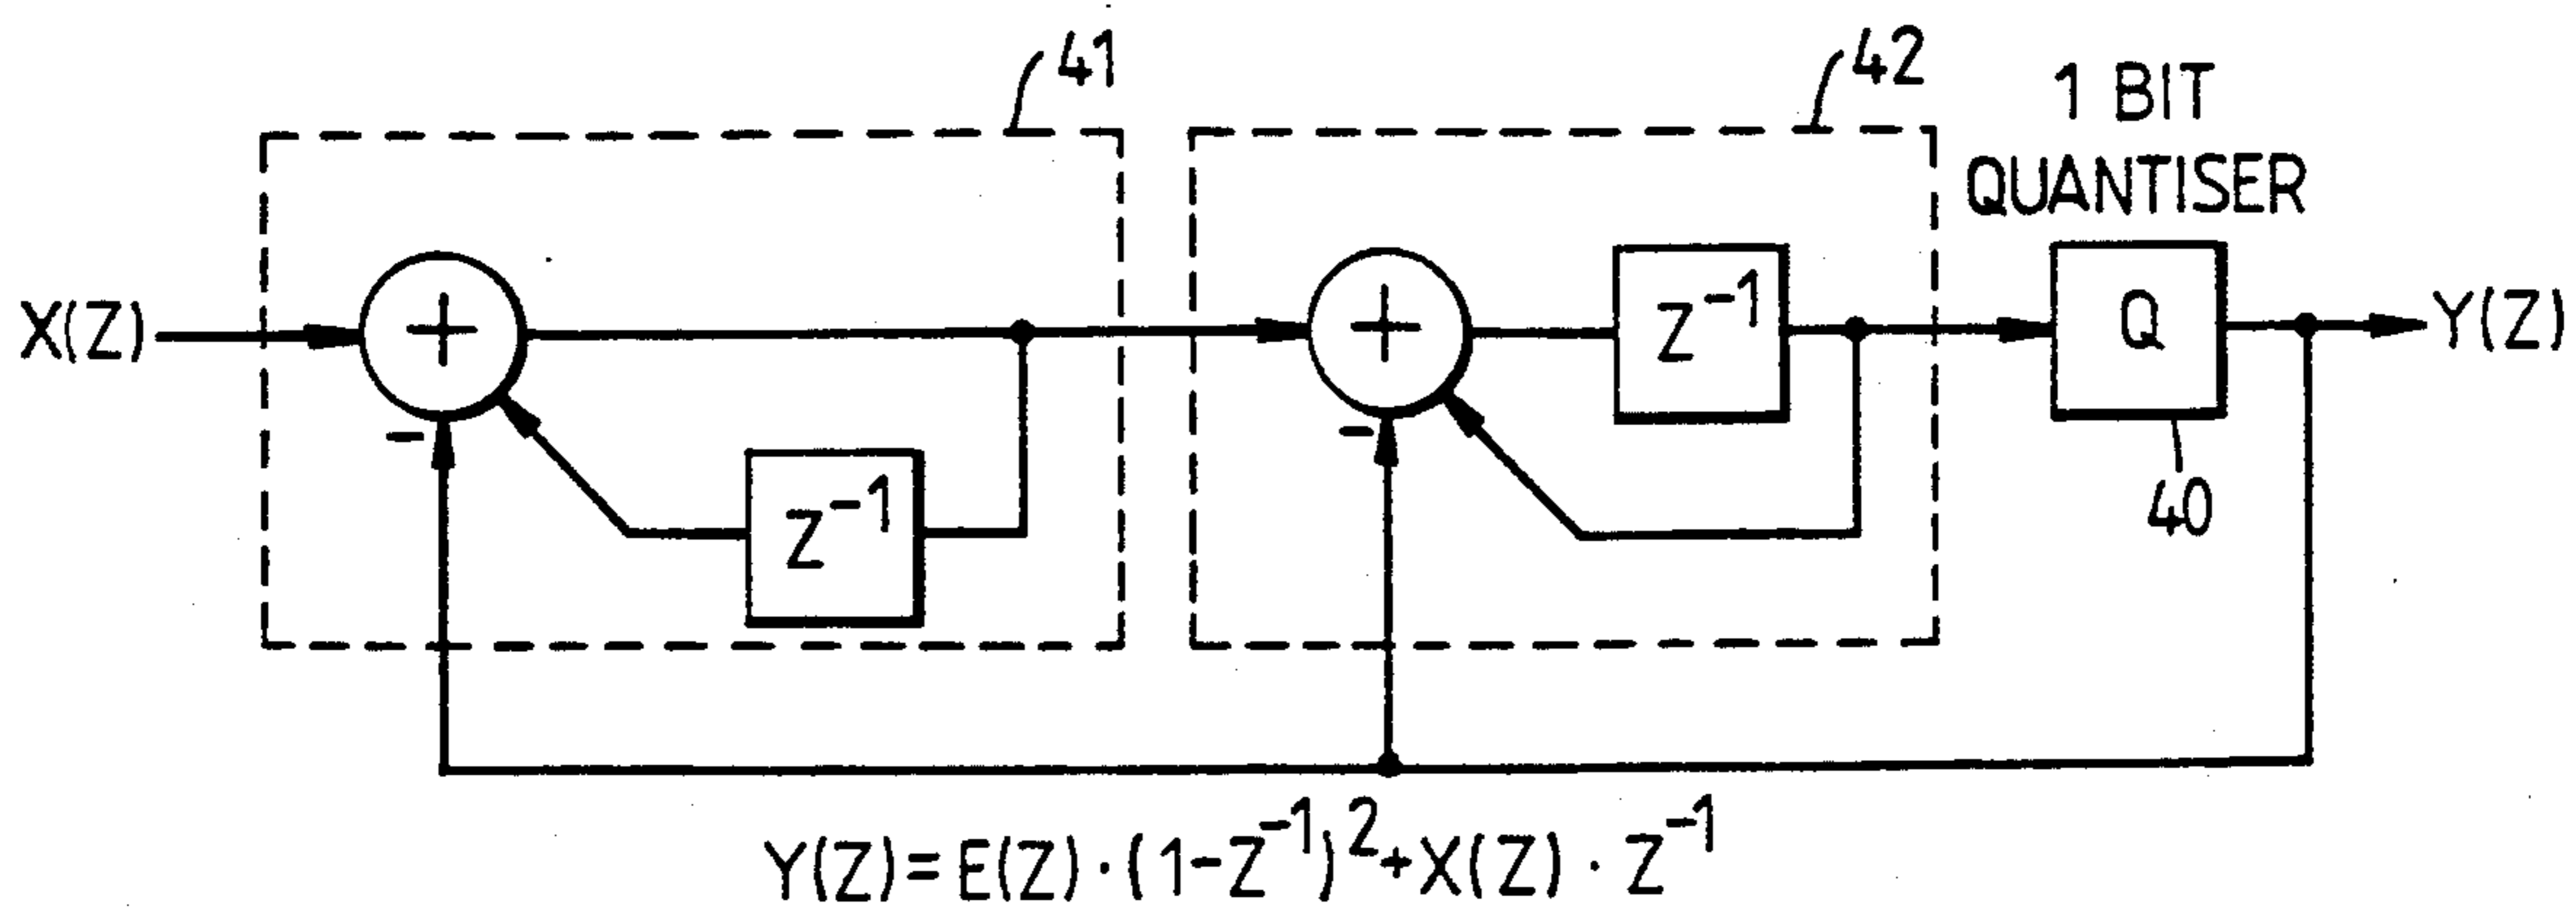 41
42
1 BIT
QUANTISER
X(Z)
+
-
Z⁻¹
+
-
Z⁻¹
Q
40
Y(Z)
Y(Z)=E(Z)·(1-Z⁻¹)²+X(Z)·Z⁻¹